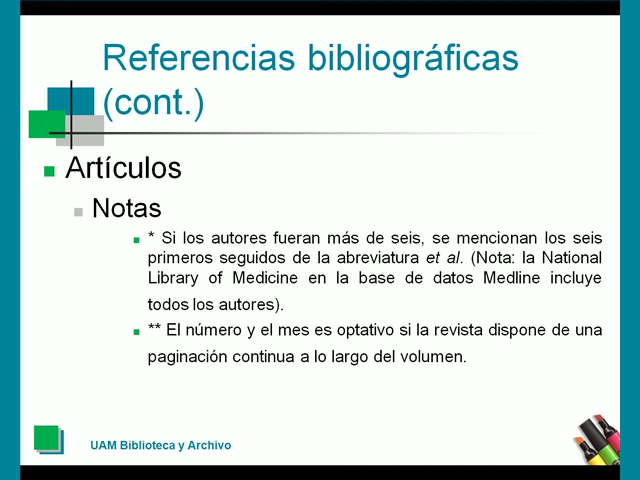 Referencias bibliográficas
(cont.)
Artículos
Notas
* Si los autores fueran más de seis, se mencionan los seis
primeros seguidos de la abreviatura et al. (Nota: la National
Library of Medicine en la base de datos Medline incluye
todos los autores).
** El número y el mes es optativo si la revista dispone de una
paginación continua a lo largo del volumen.
UAM Biblioteca y Archivo